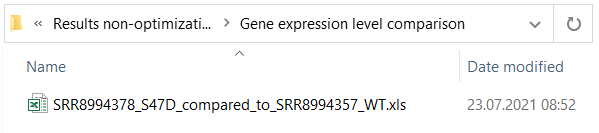 « Results non-optimizati... > Gene expression level comparison
Name Date modified
SRR8994378_S47D_compared_to_SRR8994357_WT.xls 23.07.2021 08:52